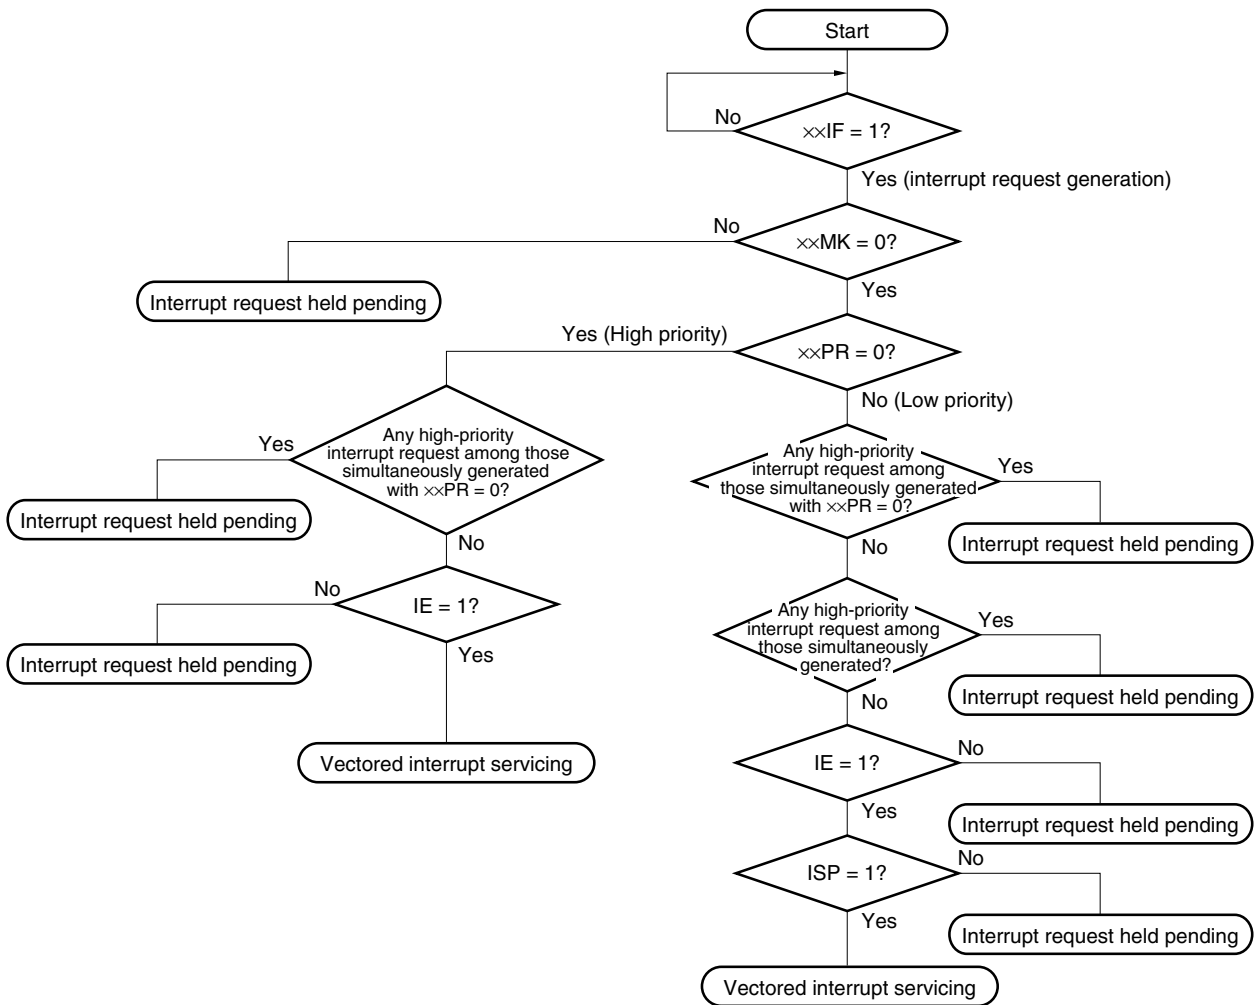 Start
No
××IF = 1?
Yes (interrupt request generation)
No
××MK = 0?
Interrupt request held pending
Yes
Yes (High priority)
××PR = 0?
No (Low priority)
Yes
Any high-priority
interrupt request among those
simultaneously generated
with ××PR = 0?
Any high-priority
interrupt request among
those simultaneously generated
with ××PR = 0?
Yes
Interrupt request held pending
No
Interrupt request held pending
No
No
IE = 1?
Any high-priority
interrupt request among
those simultaneously
generated?
Yes
Interrupt request held pending
Yes
Interrupt request held pending
No
Vectored interrupt servicing
IE = 1?
No
Yes
Interrupt request held pending
ISP = 1?
No
Yes
Interrupt request held pending
Vectored interrupt servicing